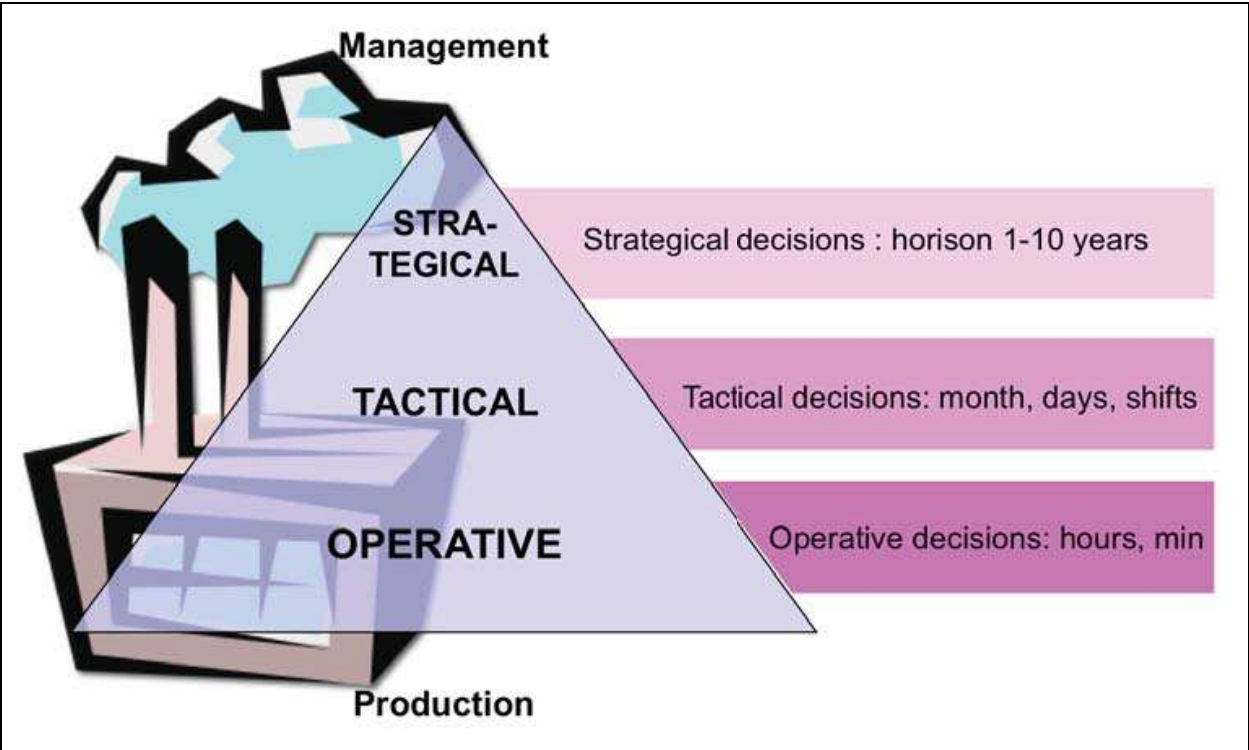 Management
STRA-
TEGICAL
Strategical decisions : horison 1-10 years
TACTICAL
Tactical decisions: month, days, shifts
OPERATIVE
Operative decisions: hours, min
Production